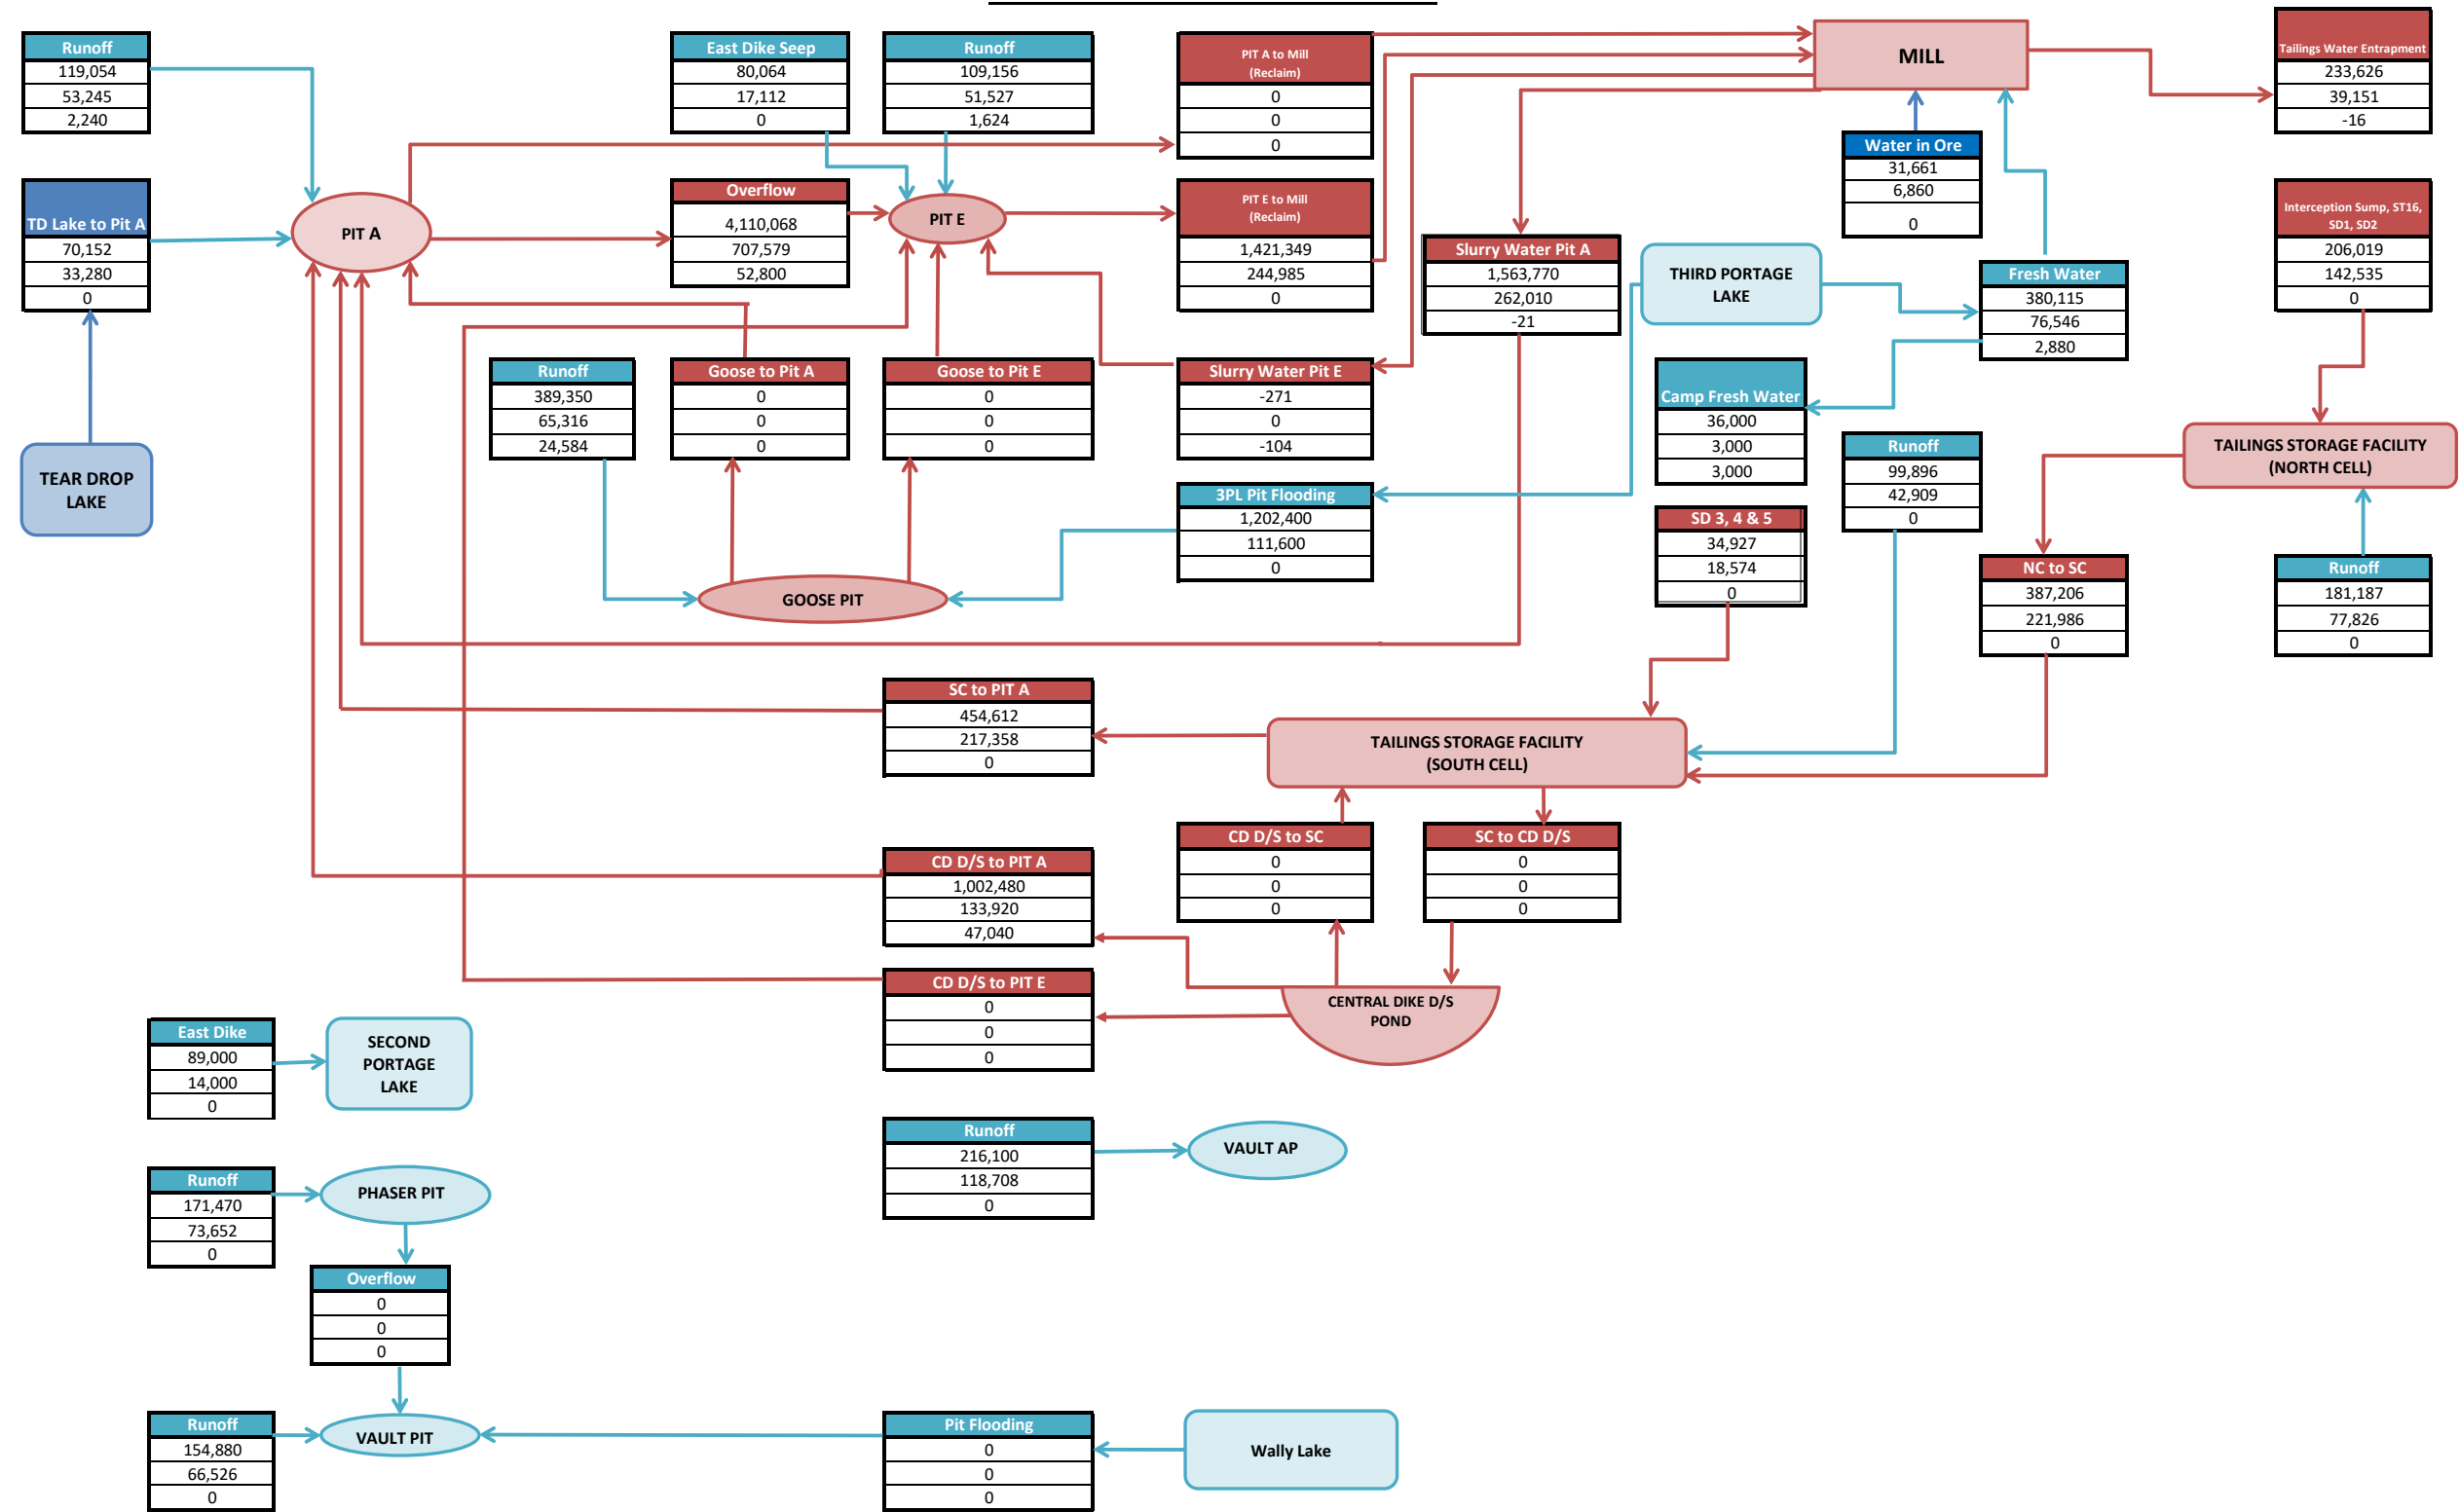 Runoff
119,054
53,245
2,240
East Dike Seep
80,064
17,112
0
Runoff
109,156
51,527
1,624
PIT A to Mill
(Reclaim)
0
0
0
MILL
Tailings Water Entrapment
233,626
39,151
-16
Water in Ore
31,661
6,860
0
TD Lake to Pit A
70,152
33,280
0
PIT A
Overflow
4,110,068
707,579
52,800
PIT E
PIT E to Mill
(Reclaim)
1,421,349
244,985
0
Slurry Water Pit A
1,563,770
262,010
-21
THIRD PORTAGE
LAKE
Fresh Water
380,115
76,546
2,880
Interception Sump, ST16,
SD1, SD2
206,019
142,535
0
Runoff
389,350
65,316
24,584
Goose to Pit A
0
0
0
Goose to Pit E
0
0
0
Slurry Water Pit E
-271
0
-104
Camp Fresh Water
36,000
3,000
3,000
Runoff
99,896
42,909
0
TAILINGS STORAGE FACILITY
(NORTH CELL)
TEAR DROP
LAKE
3PL Pit Flooding
1,202,400
111,600
0
SD 3, 4 & 5
34,927
18,574
0
NC to SC
387,206
221,986
0
Runoff
181,187
77,826
0
GOOSE PIT
SC to PIT A
454,612
217,358
0
TAILINGS STORAGE FACILITY
(SOUTH CELL)
CD D/S to SC
0
0
0
SC to CD D/S
0
0
0
CD D/S to PIT A
1,002,480
133,920
47,040
CD D/S to PIT E
0
0
0
CENTRAL DIKE D/S
POND
East Dike
89,000
14,000
0
SECOND
PORTAGE
LAKE
Runoff
216,100
118,708
0
VAULT AP
Runoff
171,470
73,652
0
PHASER PIT
Overflow
0
0
0
Runoff
154,880
66,526
0
VAULT PIT
Pit Flooding
0
0
0
Wally Lake